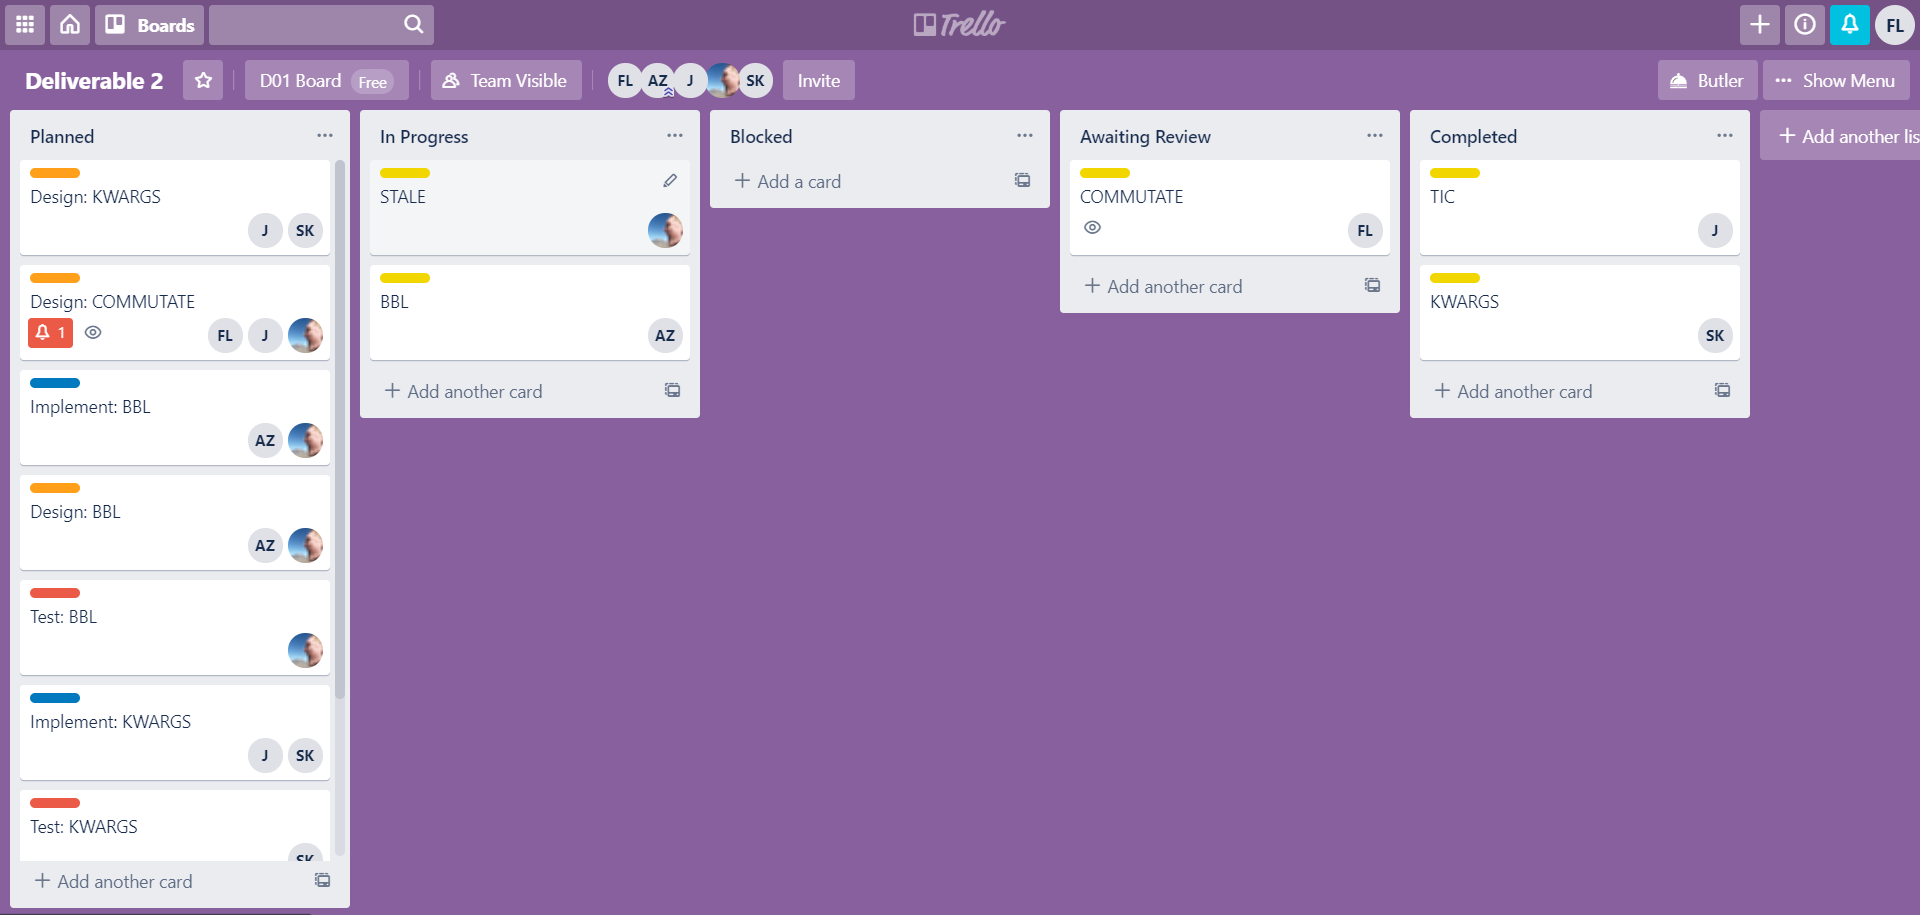 Boards
Trello
FL
Deliverable 2
D01 Board Free
Team Visible
FL AZ J SK
Invite
Butler
Show Menu
Planned
Design: KWARGS
J SK
Design: COMMUTATE
1
FL J
Implement: BBL
AZ
Design: BBL
AZ
Test: BBL
Implement: KWARGS
J SK
Test: KWARGS
SK
Add another card
In Progress
STALE
BBL
AZ
Add another card
Blocked
Add a card
Awaiting Review
COMMUTATE
FL
Add another card
Completed
TIC
J
KWARGS
SK
Add another card
Add another lis